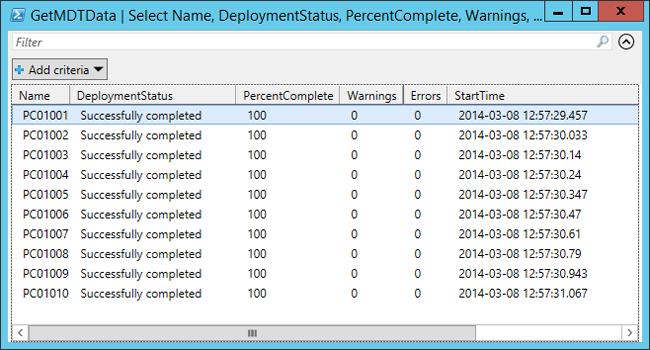 GetMDTData | Select Name, DeploymentStatus, PercentComplete, Warnings, ...
Filter
Add criteria
Name DeploymentStatus PercentComplete Warnings Errors StartTime
PC01001 Successfully completed 100 0 0 2014-03-08 12:57:29.457
PC01002 Successfully completed 100 0 0 2014-03-08 12:57:30.033
PC01003 Successfully completed 100 0 0 2014-03-08 12:57:30.14
PC01004 Successfully completed 100 0 0 2014-03-08 12:57:30.24
PC01005 Successfully completed 100 0 0 2014-03-08 12:57:30.347
PC01006 Successfully completed 100 0 0 2014-03-08 12:57:30.47
PC01007 Successfully completed 100 0 0 2014-03-08 12:57:30.61
PC01008 Successfully completed 100 0 0 2014-03-08 12:57:30.79
PC01009 Successfully completed 100 0 0 2014-03-08 12:57:30.943
PC01010 Successfully completed 100 0 0 2014-03-08 12:57:31.067